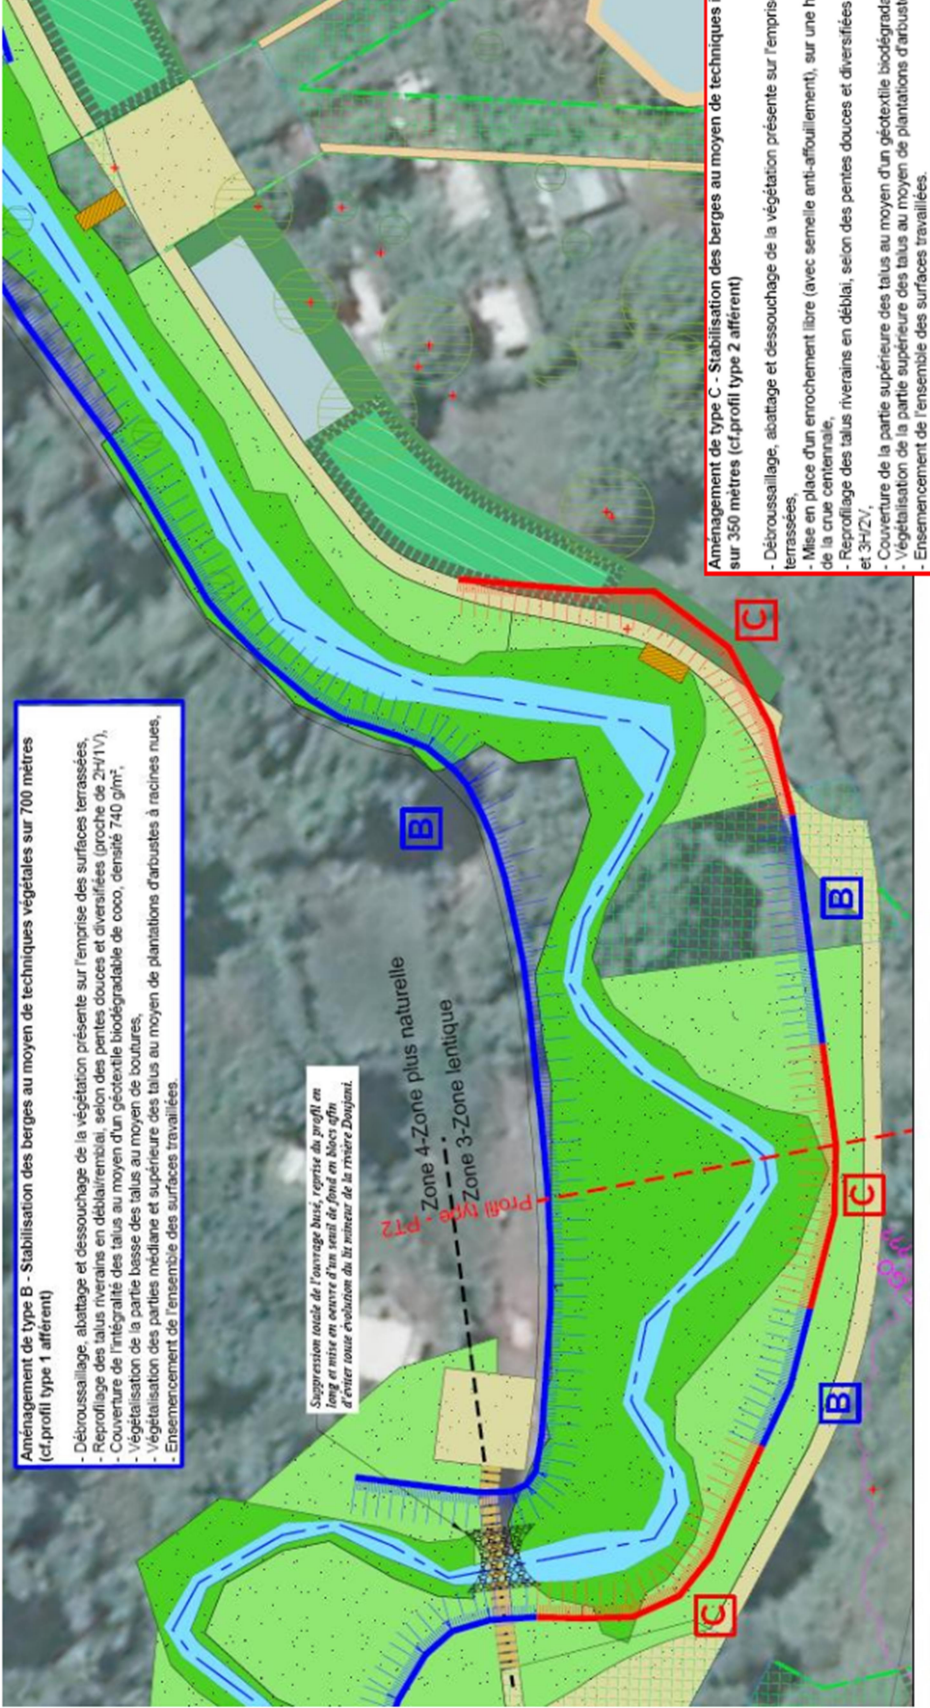 Aménagement de type B - Stabilisation des berges au moyen de techniques végétales sur 700 mètres
(cf.profil type 1 afférent)
- Débroussaillage, abattage et dessouchage de la végétation présente sur l'emprise des surfaces terrassées,
- Reprofilage des talus riverains en déblai/remblai, selon des pentes douces et diversifiées (proche de 2H/1V),
- Couverture de l'intégralité des talus au moyen d'un géotextile biodégradable de coco, densité 740 g/m²,
- Végétalisation de la partie basse des talus au moyen de boutures,
- Végétalisation des parties médiane et supérieure des talus au moyen de plantations d'arbustes à racines nues,
- Ensemencement de l'ensemble des surfaces travaillées.
Suppression totale de l'ouvrage busé, reprise du profil en
long et mise en oeuvre d'un seuil de fond en blocs afin
d'éviter toute évolution du lit mineur de la rivière Doujani.
Zone 4-Zone plus naturelle
Zone 3-Zone lentique
Profil type - PT2
B
C
B
C
B
C
Aménagement de type C - Stabilisation des berges au moyen de techniques
sur 350 mètres (cf.profil type 2 afférent)
- Débroussaillage, abattage et dessouchage de la végétation présente sur l'empris
terrassées,
- Mise en place d'un enrochement libre (avec semelle anti-affouillement), sur une h
de la crue centennale,
- Reprofilage des talus riverains en déblai, selon des pentes douces et diversifiées
et 3H/2V,
- Couverture de la partie supérieure des talus au moyen d'un géotextile biodégrada
- Végétalisation de la partie supérieure des talus au moyen de plantations d'arbust
- Ensemencement de l'ensemble des surfaces travaillées.